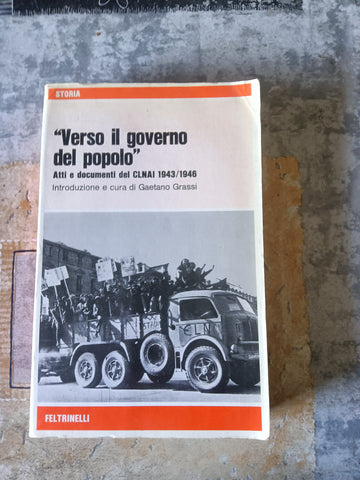 STORIA
"Verso il governo
del popolo"
Atti e documenti del CLNAI 1943/1946
Introduzione e cura di Gaetano Grassi
FELTRINELLI